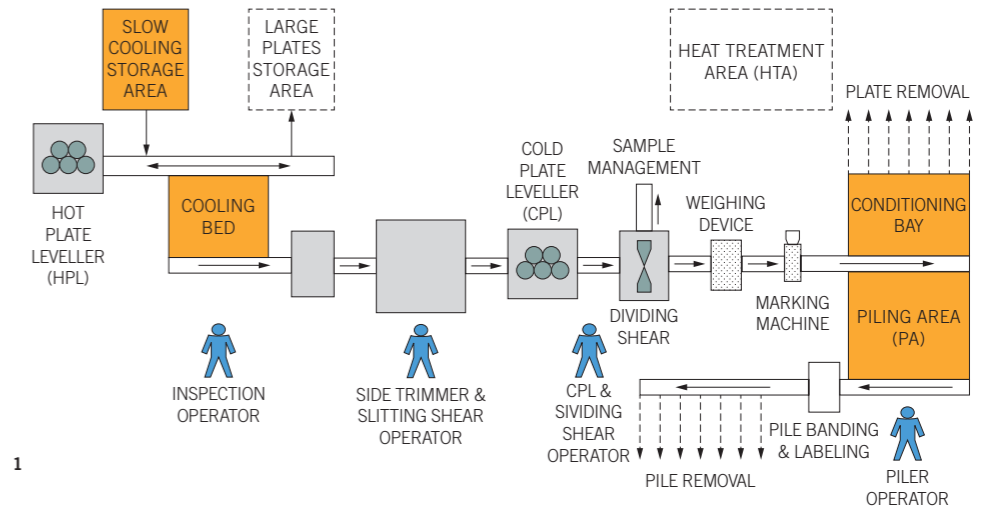 SLOW
COOLING
STORAGE
AREA
LARGE
PLATES
STORAGE
AREA
HEAT TREATMENT
AREA (HTA)
PLATE REMOVAL
HOT
PLATE
LEVELLER
(HPL)
COOLING
BED
COLD
PLATE
LEVELLER
(CPL)
SAMPLE
MANAGEMENT
WEIGHING
DEVICE
CONDITIONING
BAY
DIVIDING
SHEAR
MARKING
MACHINE
PILING AREA
(PA)
INSPECTION
OPERATOR
SIDE TRIMMER &
SLITTING SHEAR
OPERATOR
CPL &
SIVIDING
SHEAR
OPERATOR
PILE REMOVAL
PILE BANDING
& LABELING
PILER
OPERATOR
1